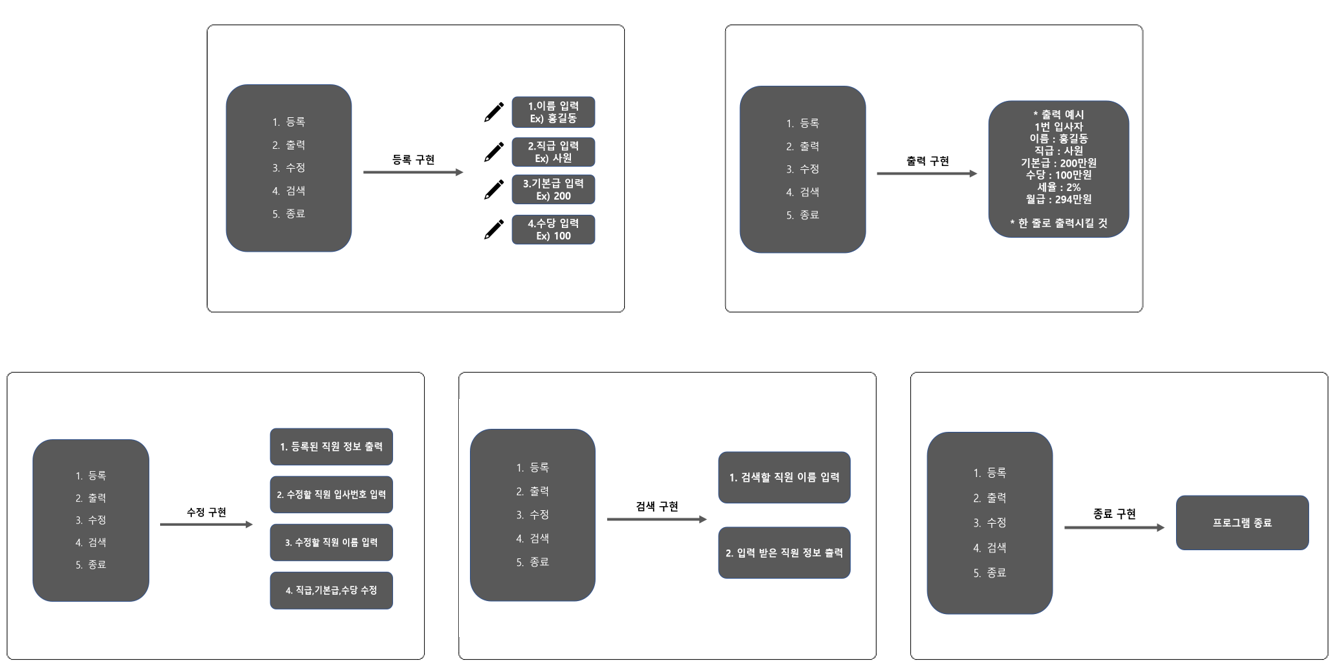 1. 등록
2. 출력
3. 수정
4. 검색
5. 종료
등록 구현
1.이름 입력
Ex) 홍길동
2.직급 입력
Ex) 사원
3.기본급 입력
Ex) 200
4.수당 입력
Ex) 100
1. 등록
2. 출력
3. 수정
4. 검색
5. 종료
출력 구현
* 출력 예시
1번 입사자
이름 : 홍길동
직급 : 사원
기본급 : 200만원
수당 : 100만원
세율 : 2%
월급 : 294만원
* 한 줄로 출력시킬 것
1. 등록
2. 출력
3. 수정
4. 검색
5. 종료
수정 구현
1. 등록된 직원 정보 출력
2. 수정할 직원 입사번호 입력
3. 수정할 직원 이름 입력
4. 직급,기본급,수당 수정
1. 등록
2. 출력
3. 수정
4. 검색
5. 종료
검색 구현
1. 검색할 직원 이름 입력
2. 입력 받은 직원 정보 출력
1. 등록
2. 출력
3. 수정
4. 검색
5. 종료
종료 구현
프로그램 종료